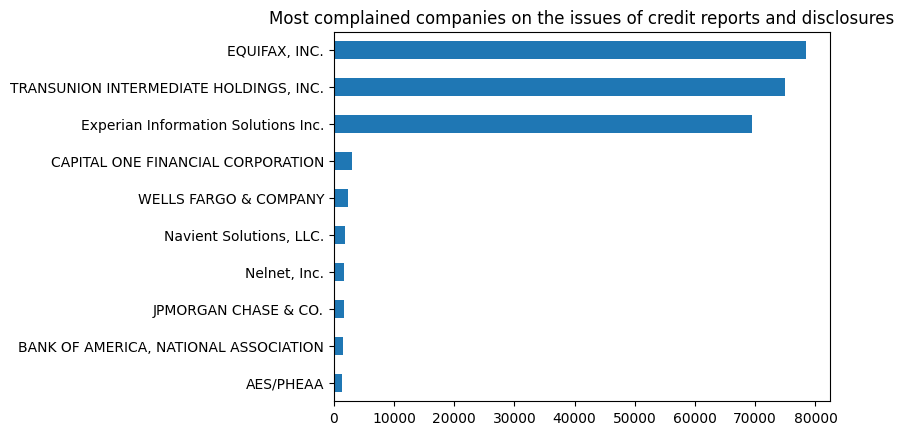 Most complained companies on the issues of credit reports and disclosures
EQUIFAX, INC.
TRANSUNION INTERMEDIATE HOLDINGS, INC.
Experian Information Solutions Inc.
CAPITAL ONE FINANCIAL CORPORATION
WELLS FARGO & COMPANY
Navient Solutions, LLC.
Nelnet, Inc.
JPMORGAN CHASE & CO.
BANK OF AMERICA, NATIONAL ASSOCIATION
AES/PHEAA
0 10000 20000 30000 40000 50000 60000 70000 80000